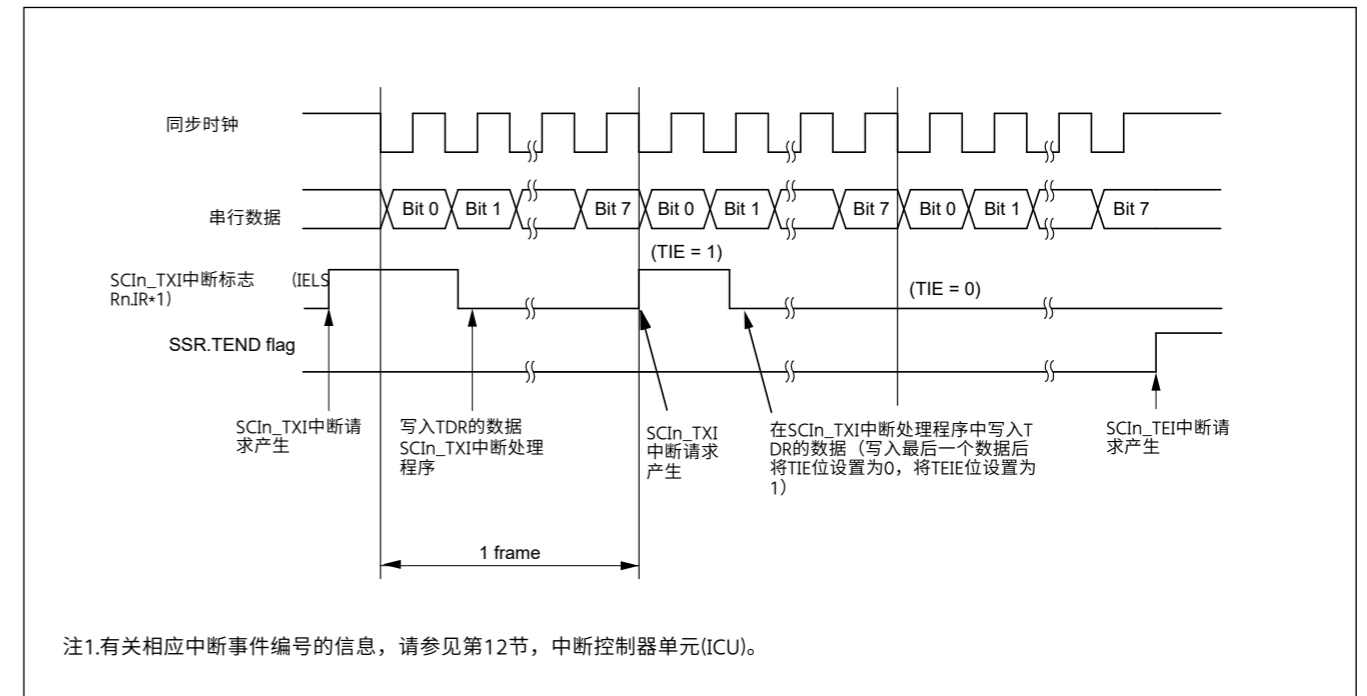 同步时钟
串行数据
Bit 0 Bit 1 Bit 7 Bit 0 Bit 1 Bit 7 Bit 0 Bit 1 Bit 7
(TIE = 1)
SCIn_TXI中断标志 (IELS
Rn.IR*1)
(TIE = 0)
SSR.TEND flag
SCIn_TXI中断请
求产生
写入TDR的数据
SCIn_TXI中断处理
程序
SCIn_TXI
中断请求
产生
在SCIn_TXI中断处理程序中写入T
DR的数据（写入最后一个数据后
将TIE位设置为0，将TEIE位设置为
1）
SCIn_TEI中断请
求产生
1 frame
注1.有关相应中断事件编号的信息，请参见第12节，中断控制器单元(ICU)。